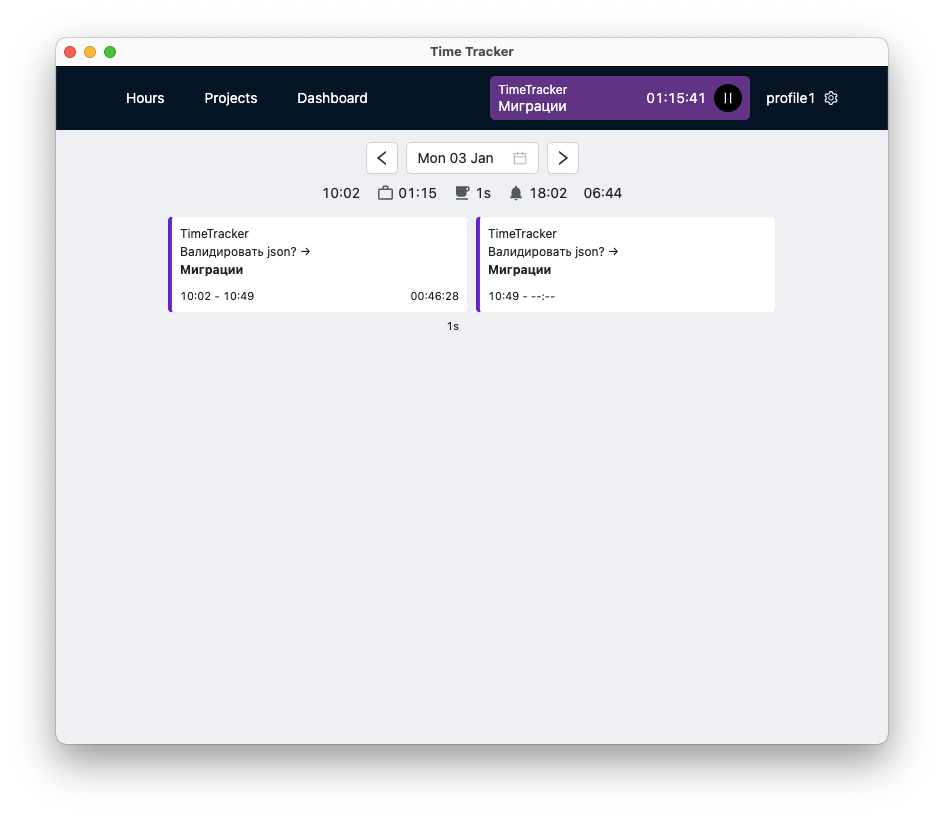 Time Tracker
Hours Projects Dashboard
TimeTracker
Миграции
01:15:41
profile1
Mon 03 Jan
10:02 01:15 1s 18:02 06:44
TimeTracker
Валидировать json? →
Миграции
10:02 - 10:49 00:46:28
1s
TimeTracker
Валидировать json? →
Миграции
10:49 - --:--